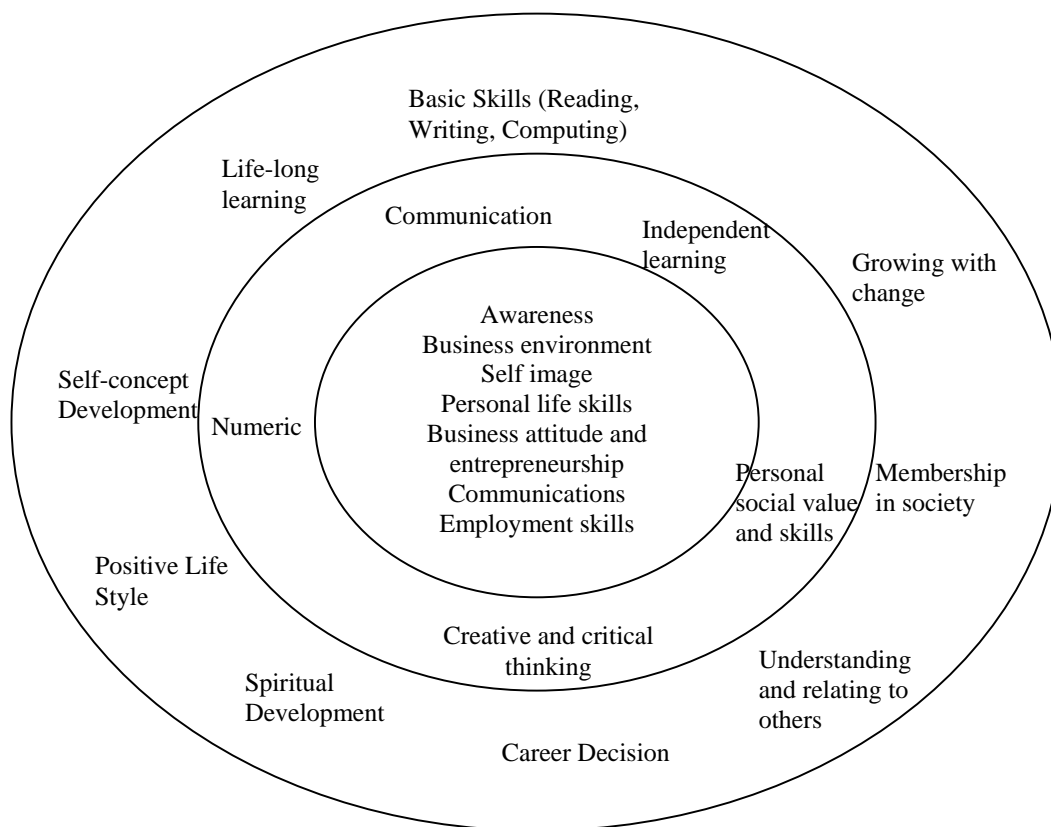 Basic Skills (Reading,
Writing, Computing)
Life-long
learning
Communication
Independent
learning
Growing with
change
Awareness
Business environment
Self image
Personal life skills
Business attitude and
entrepreneurship
Communications
Employment skills
Self-concept
Development
Numeric
Personal
social value
and skills
Membership
in society
Positive Life
Style
Creative and critical
thinking
Understanding
and relating to
others
Spiritual
Development
Career Decision